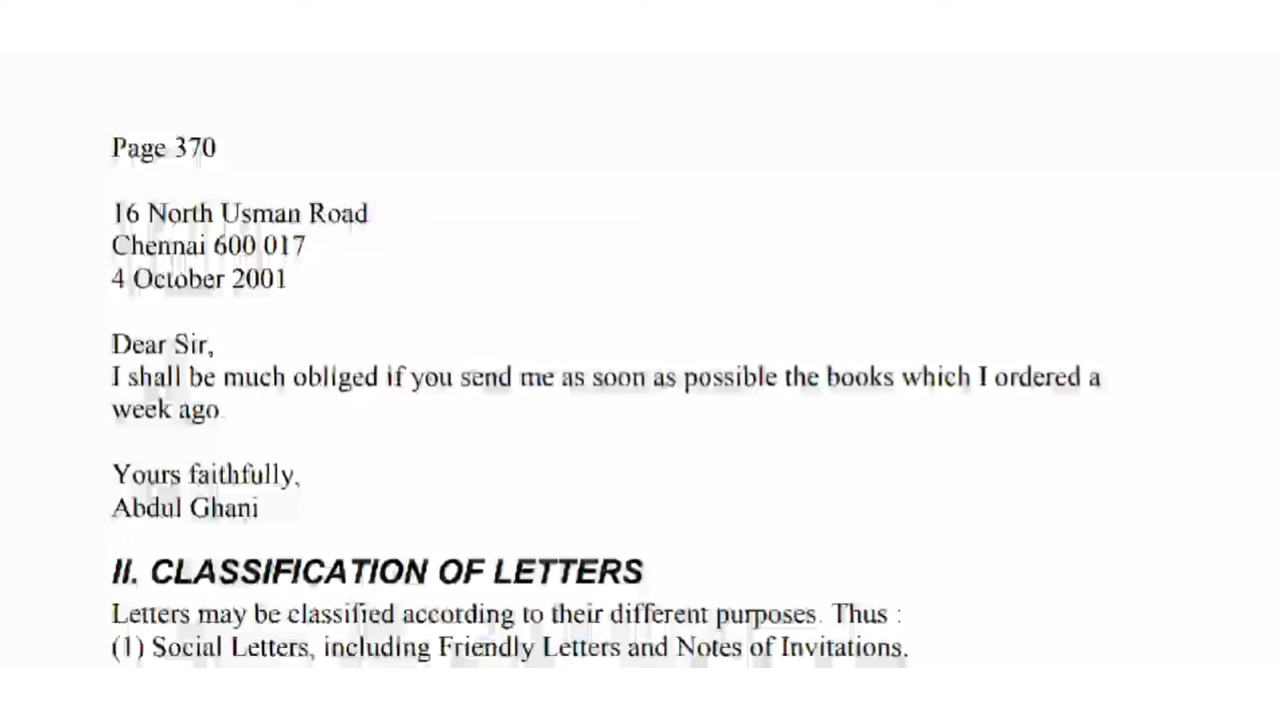 Page 370
16 North Usman Road
Chennai 600 017
4 October 2001
Dear Sir,
I shall be much obliged if you send me as soon as possible the books which I ordered a
week ago
Yours faithfully,
Abdul Ghani
II. CLASSIFICATION OF LETTERS
Letters may be classified according to their different purposes. Thus :
(1) Social Letters, including Friendly Letters and Notes of Invitations.